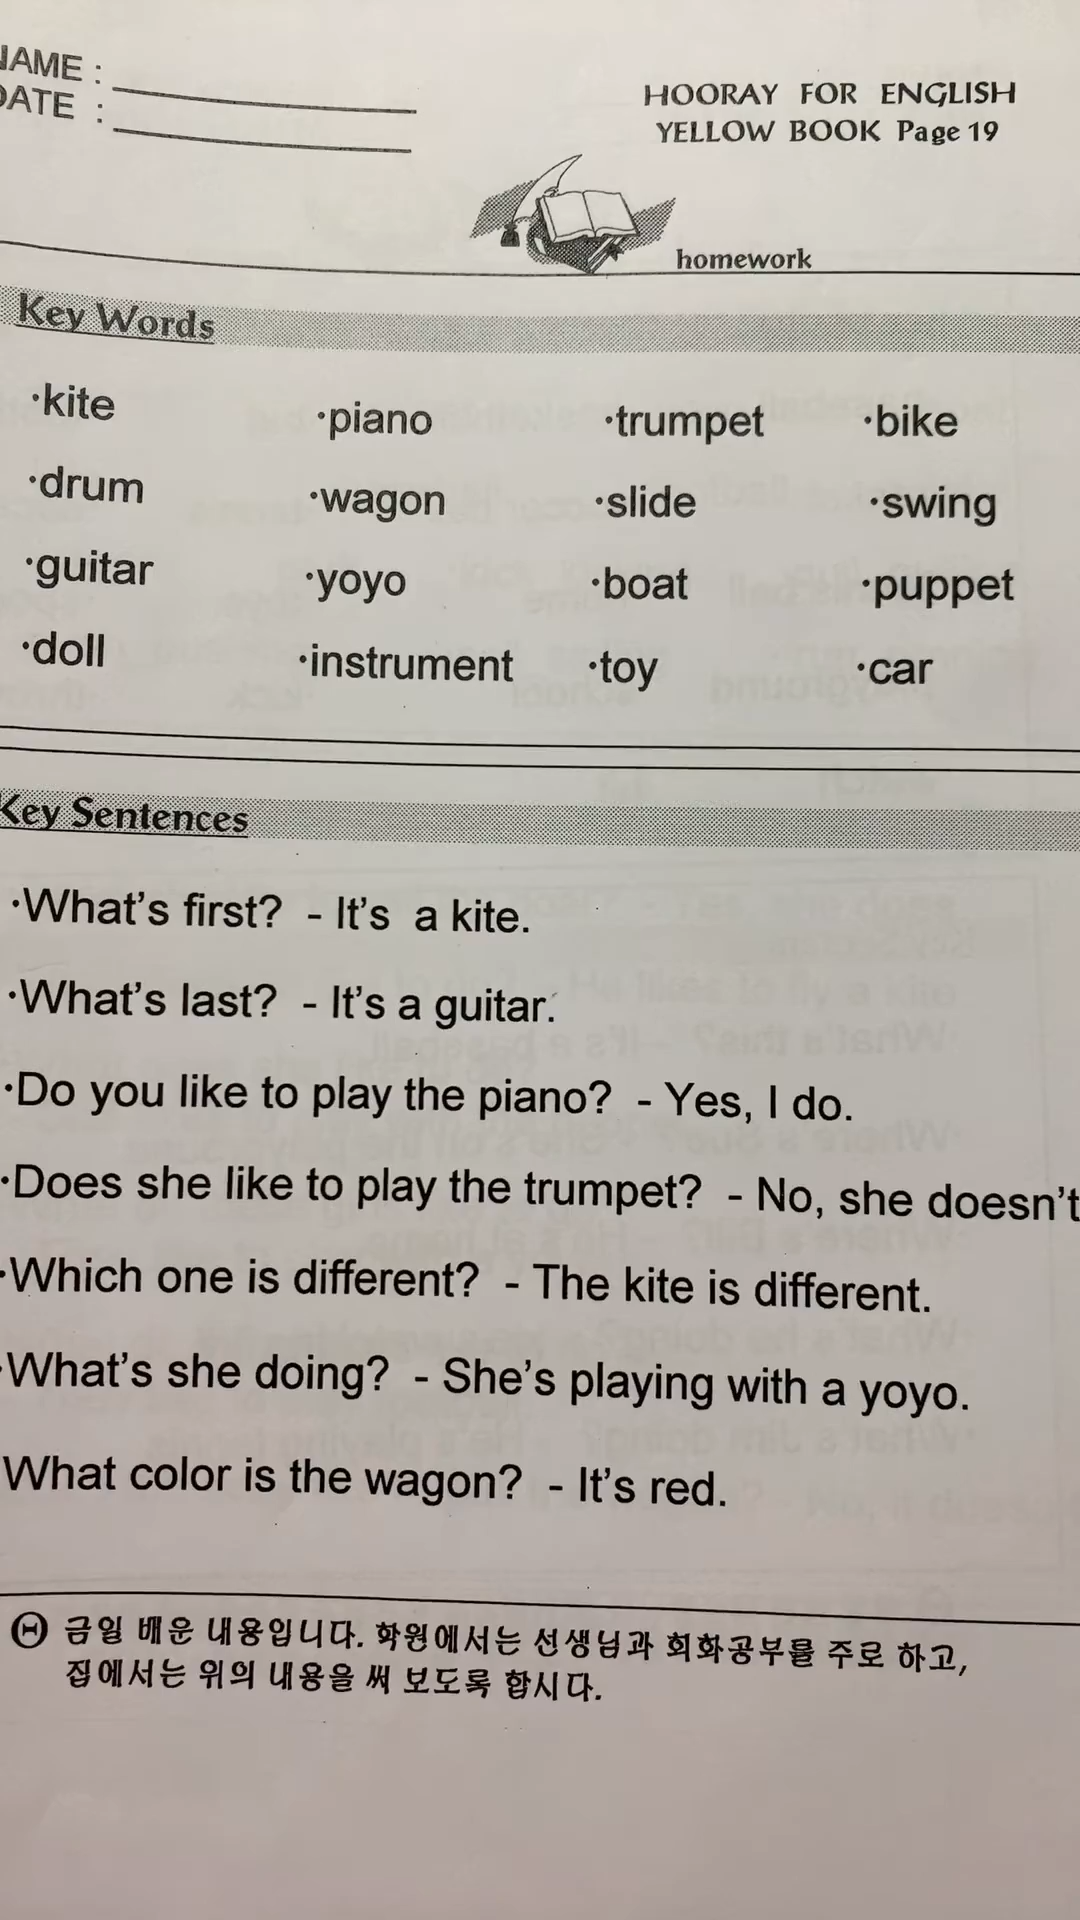 NAME :
DATE :
HOORAY FOR ENGLISH
YELLOW BOOK Page 19
homework
Key Words
·kite ·piano ·trumpet ·bike
·drum ·wagon ·slide ·swing
·guitar ·yoyo ·boat ·puppet
·doll ·instrument ·toy ·car
Key Sentences
·What's first? - It's a kite.
·What's last? - It's a guitar.
·Do you like to play the piano? - Yes, I do.
·Does she like to play the trumpet? - No, she doesn't
·Which one is different? - The kite is different.
·What's she doing? - She's playing with a yoyo.
What color is the wagon? - It's red.
금일 배운 내용입니다. 학원에서는 선생님과 회화공부를 주로 하고,
집에서는 위의 내용을 써 보도록 합시다.